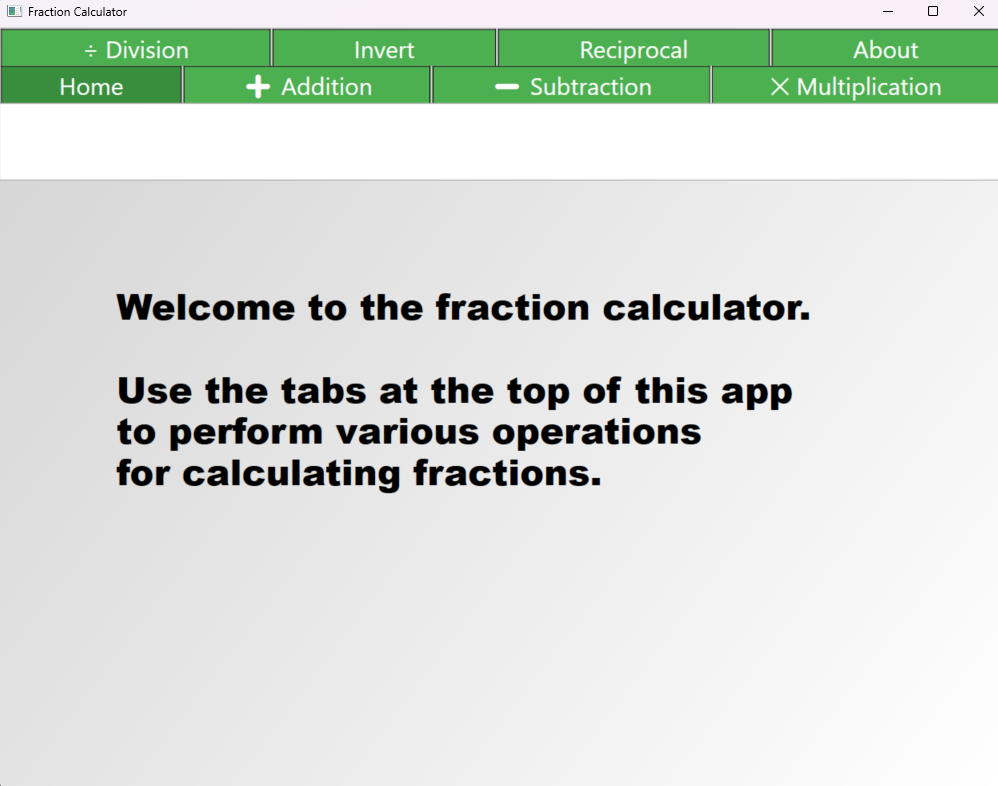 Fraction Calculator
÷ Division Invert Reciprocal About
Home + Addition − Subtraction × Multiplication
Welcome to the fraction calculator.
Use the tabs at the top of this app
to perform various operations
for calculating fractions.